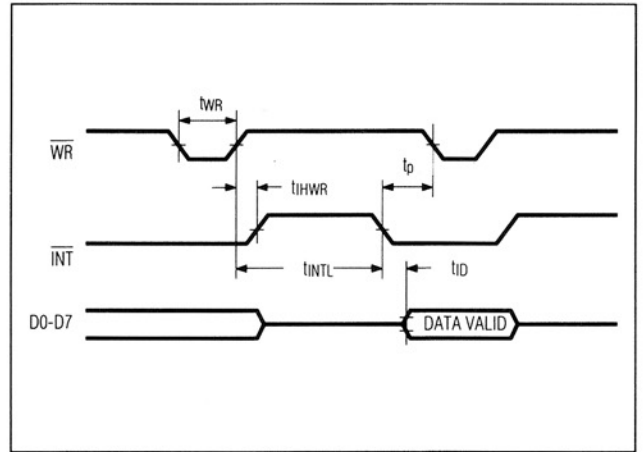 tWR
WR
tp
tIHWR
INT
tINTL
tID
D0-D7
DATA VALID